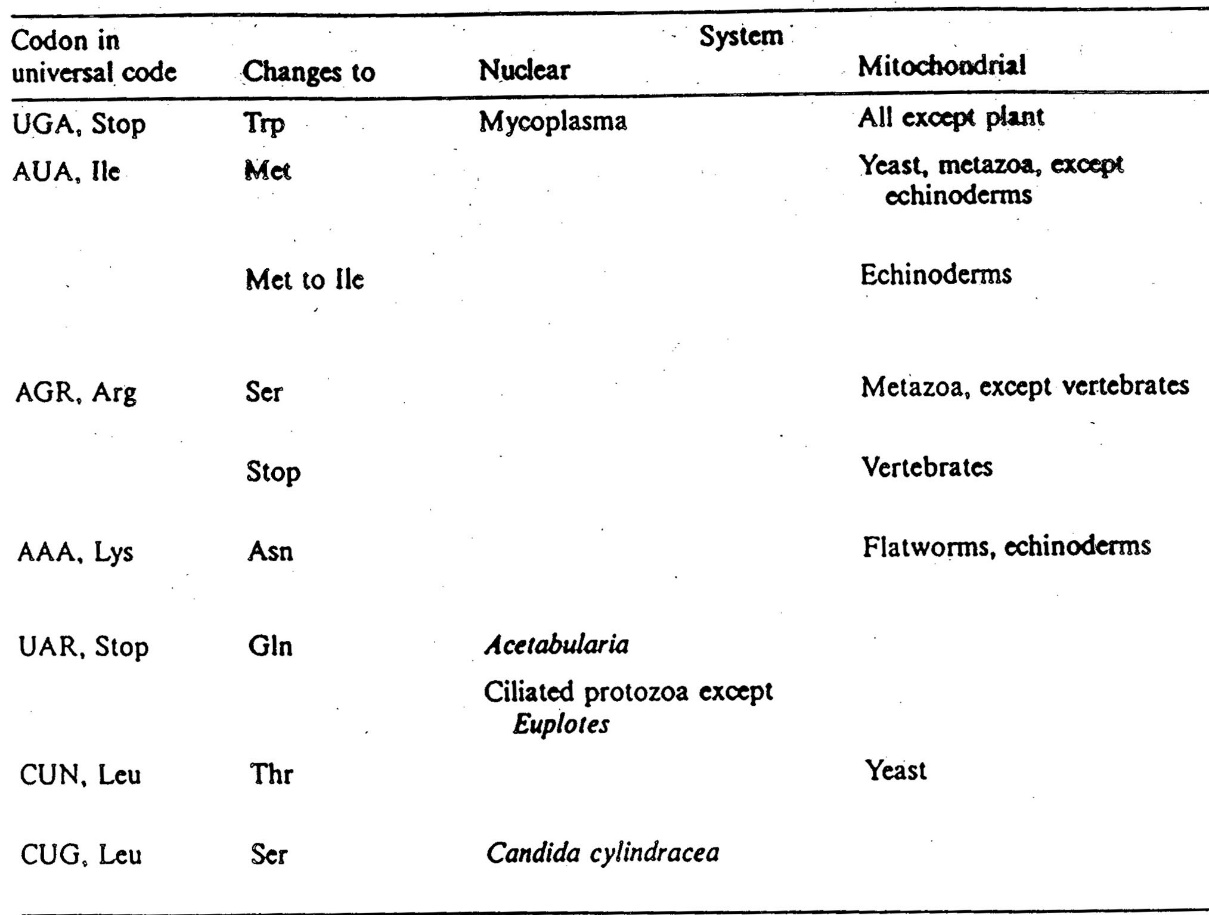 System
Codon in
universal code Changes to Nuclear Mitochondrial
UGA, Stop Trp Mycoplasma All except plant
AUA, Ile Met Yeast, metazoa, except
echinoderms
Met to Ile Echinoderms
AGR, Arg Ser Metazoa, except vertebrates
Stop Vertebrates
AAA, Lys Asn Flatworms, echinoderms
UAR, Stop Gln Acetabularia
Ciliated protozoa except
Euplotes
CUN, Leu Thr Yeast
CUG, Leu Ser Candida cylindracea